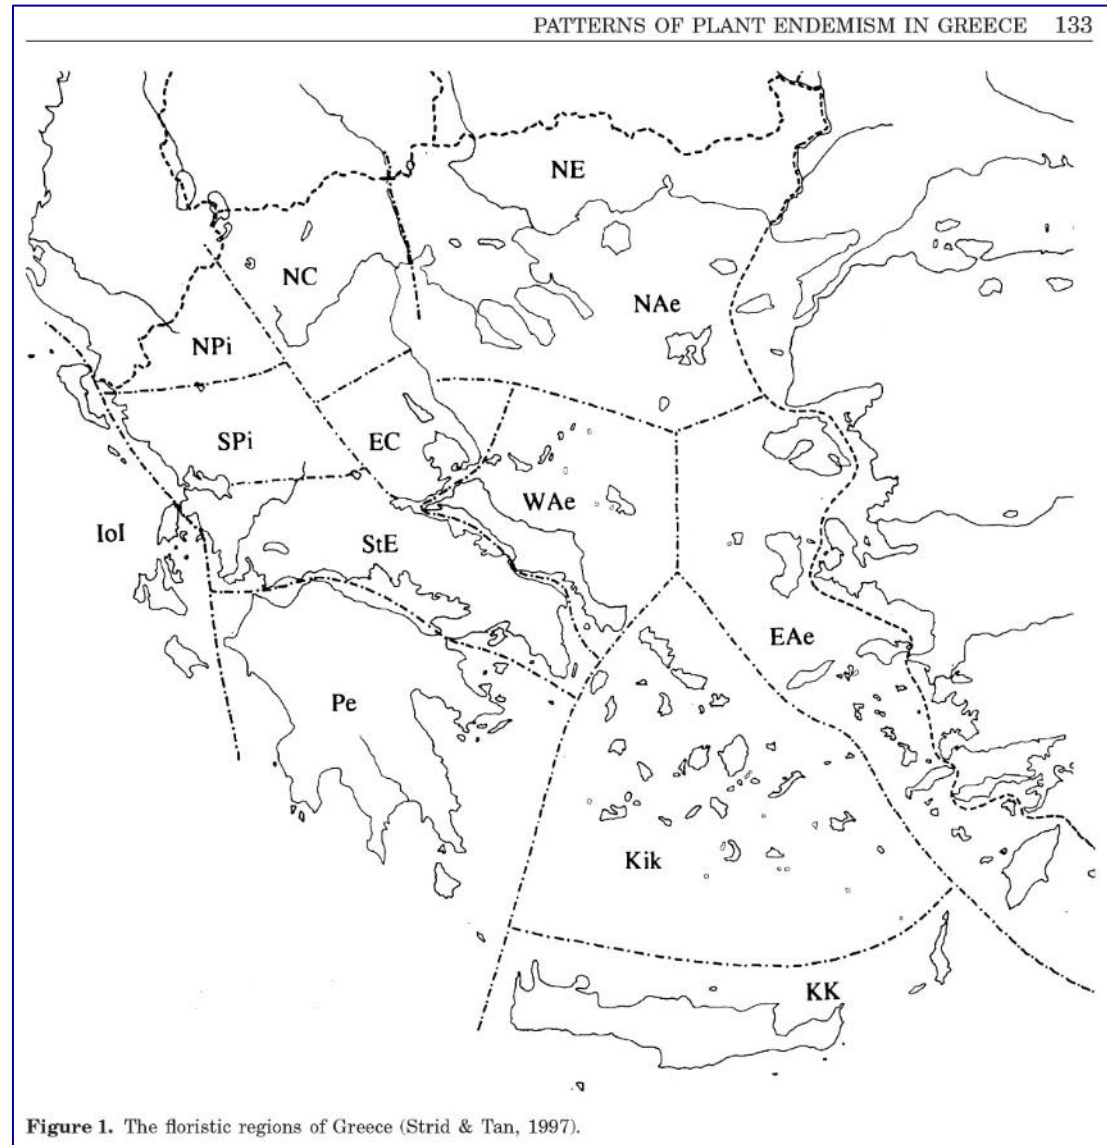 PATTERNS OF PLANT ENDEMISM IN GREECE 133
NE
NC
NAe
NPi
SPi
EC
WAe
IoI
StE
EAe
Pe
Kik
KK
Figure 1. The floristic regions of Greece (Strid & Tan, 1997).